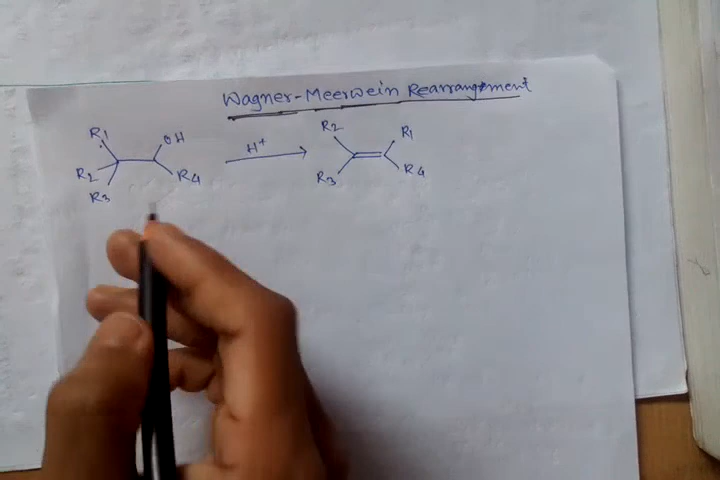 Wagner-Meerwein Rearrangement
R1 OH H+ R2 R1
R2 R4 R3 R4
R3